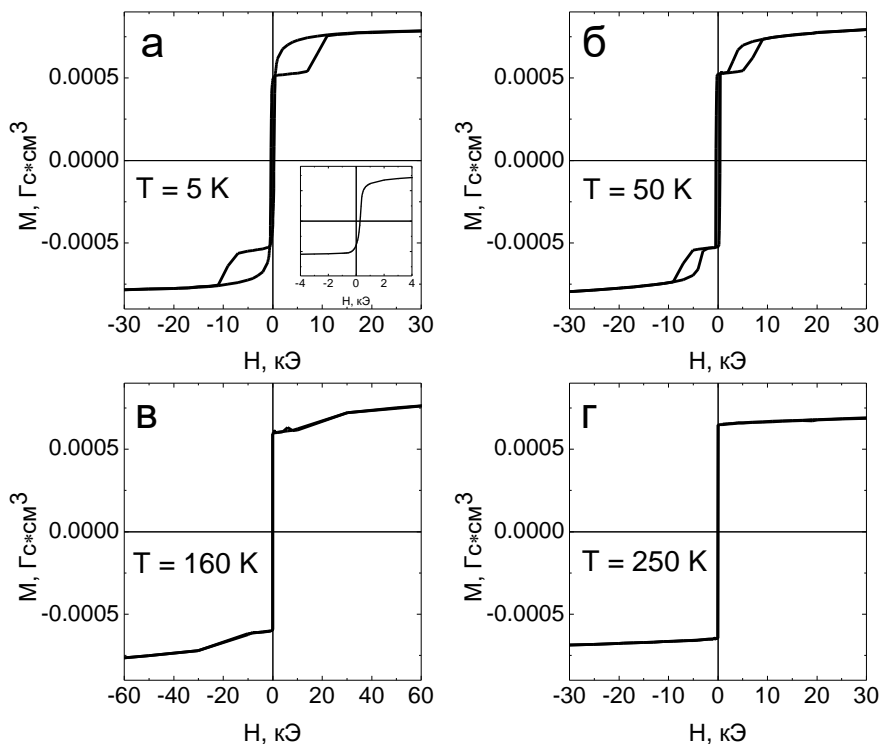 а
0.0005
0.0000
-0.0005
М, Гс*см³
T = 5 K
-4 -2 0 2 4
Н, кЭ
-30 -20 -10 0 10 20 30
Н, кЭ
б
0.0005
0.0000
-0.0005
М, Гс*см³
T = 50 K
-30 -20 -10 0 10 20 30
Н, кЭ
в
0.0005
0.0000
-0.0005
М, Гс*см³
T = 160 K
-60 -40 -20 0 20 40 60
Н, кЭ
г
0.0005
0.0000
-0.0005
М, Гс*см³
T = 250 K
-30 -20 -10 0 10 20 30
Н, кЭ